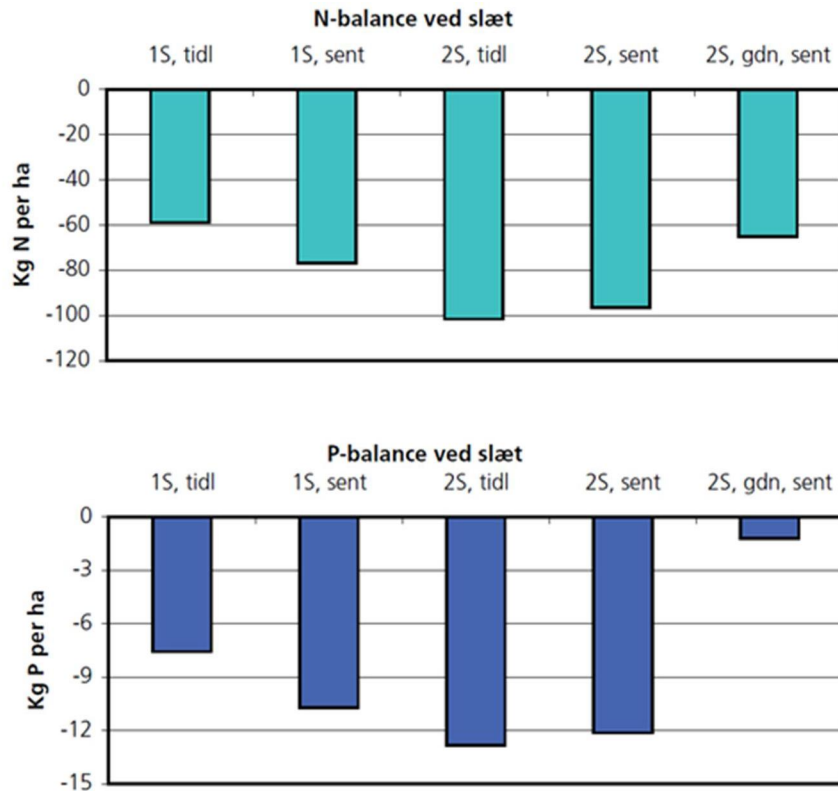 N-balance ved slæt
1S, tidl 1S, sent 2S, tidl 2S, sent 2S, gdn, sent
0
-20
-40
-60
-80
-100
-120
Kg N per ha
P-balance ved slæt
1S, tidl 1S, sent 2S, tidl 2S, sent 2S, gdn, sent
0
-3
-6
-9
-12
-15
Kg P per ha